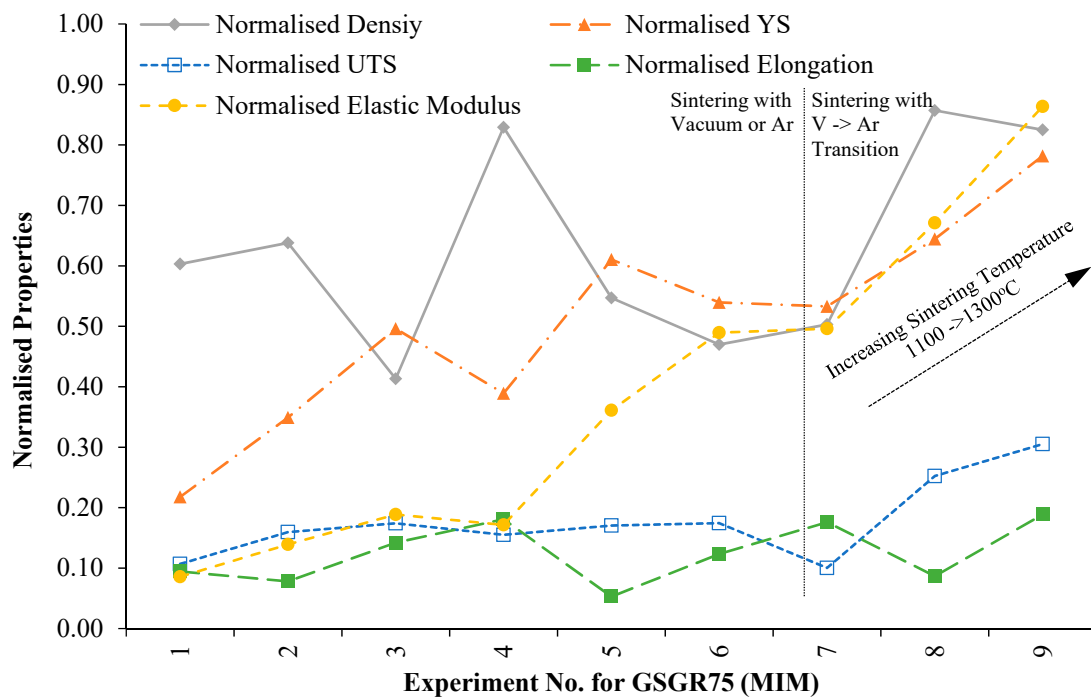 Normalised Densiy
Normalised YS
Normalised UTS
Normalised Elongation
Normalised Elastic Modulus
Sintering with
Vacuum or Ar
Sintering with
V -> Ar
Transition
Increasing Sintering Temperature
1100 ->1300°C
Normalised Properties
1.00
0.90
0.80
0.70
0.60
0.50
0.40
0.30
0.20
0.10
0.00
1
2
3
4
5
6
7
8
9
Experiment No. for GSGR75 (MIM)